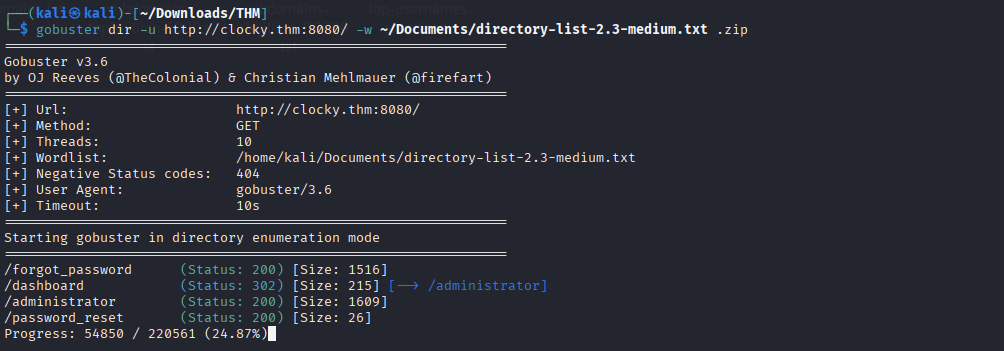 (kali㉿kali)-[~/Downloads/THM]
$ gobuster dir -u http://clocky.thm:8080/ -w ~/Documents/directory-list-2.3-medium.txt .zip
===============================================================
Gobuster v3.6
by OJ Reeves (@TheColonial) & Christian Mehlmauer (@firefart)
===============================================================
[+] Url: http://clocky.thm:8080/
[+] Method: GET
[+] Threads: 10
[+] Wordlist: /home/kali/Documents/directory-list-2.3-medium.txt
[+] Negative Status codes: 404
[+] User Agent: gobuster/3.6
[+] Timeout: 10s
===============================================================
Starting gobuster in directory enumeration mode
===============================================================
/forgot_password (Status: 200) [Size: 1516]
/dashboard (Status: 302) [Size: 215] [--> /administrator]
/administrator (Status: 200) [Size: 1609]
/password_reset (Status: 200) [Size: 26]
Progress: 54850 / 220561 (24.87%)